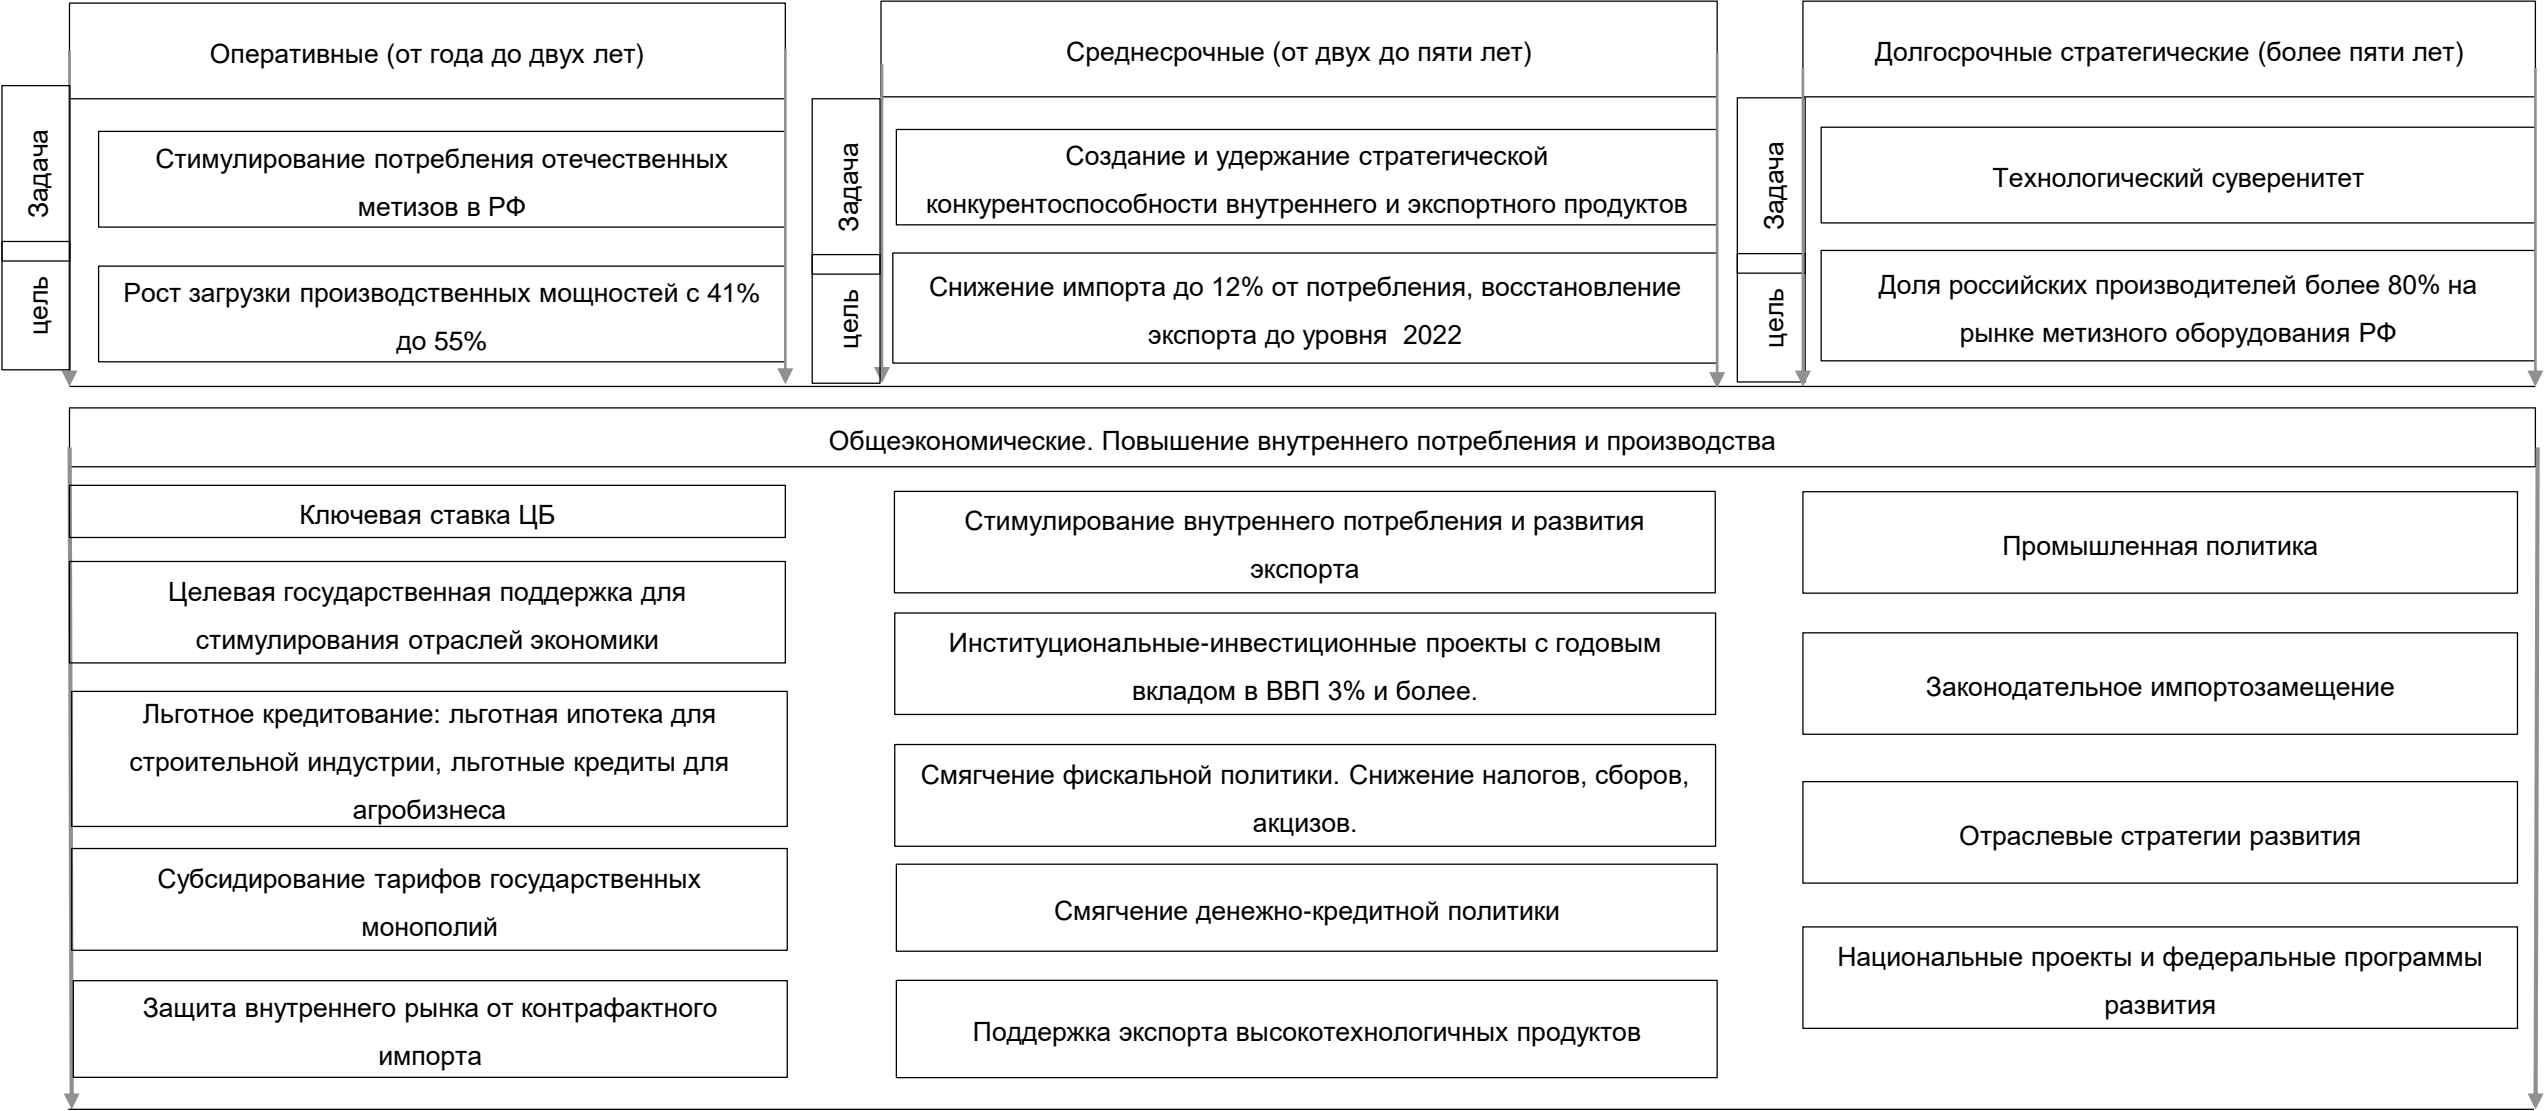 Оперативные (от года до двух лет)
Задача
Стимулирование потребления отечественных
метизов в РФ
цель
Рост загрузки производственных мощностей с 41%
до 55%
Среднесрочные (от двух до пяти лет)
Задача
Создание и удержание стратегической
конкурентоспособности внутреннего и экспортного продуктов
цель
Снижение импорта до 12% от потребления, восстановление
экспорта до уровня  2022
Долгосрочные стратегические (более пяти лет)
Задача
Технологический суверенитет
цель
Доля российских производителей более 80% на
рынке метизного оборудования РФ
Общеэкономические. Повышение внутреннего потребления и производства
Ключевая ставка ЦБ
Целевая государственная поддержка для
стимулирования отраслей экономики
Льготное кредитование: льготная ипотека для
строительной индустрии, льготные кредиты для
агробизнеса
Субсидирование тарифов государственных
монополий
Защита внутреннего рынка от контрафактного
импорта
Стимулирование внутреннего потребления и развития
экспорта
Институциональные-инвестиционные проекты с годовым
вкладом в ВВП 3% и более.
Смягчение фискальной политики. Снижение налогов, сборов,
акцизов.
Смягчение денежно-кредитной политики
Поддержка экспорта высокотехнологичных продуктов
Промышленная политика
Законодательное импортозамещение
Отраслевые стратегии развития
Национальные проекты и федеральные программы
развития